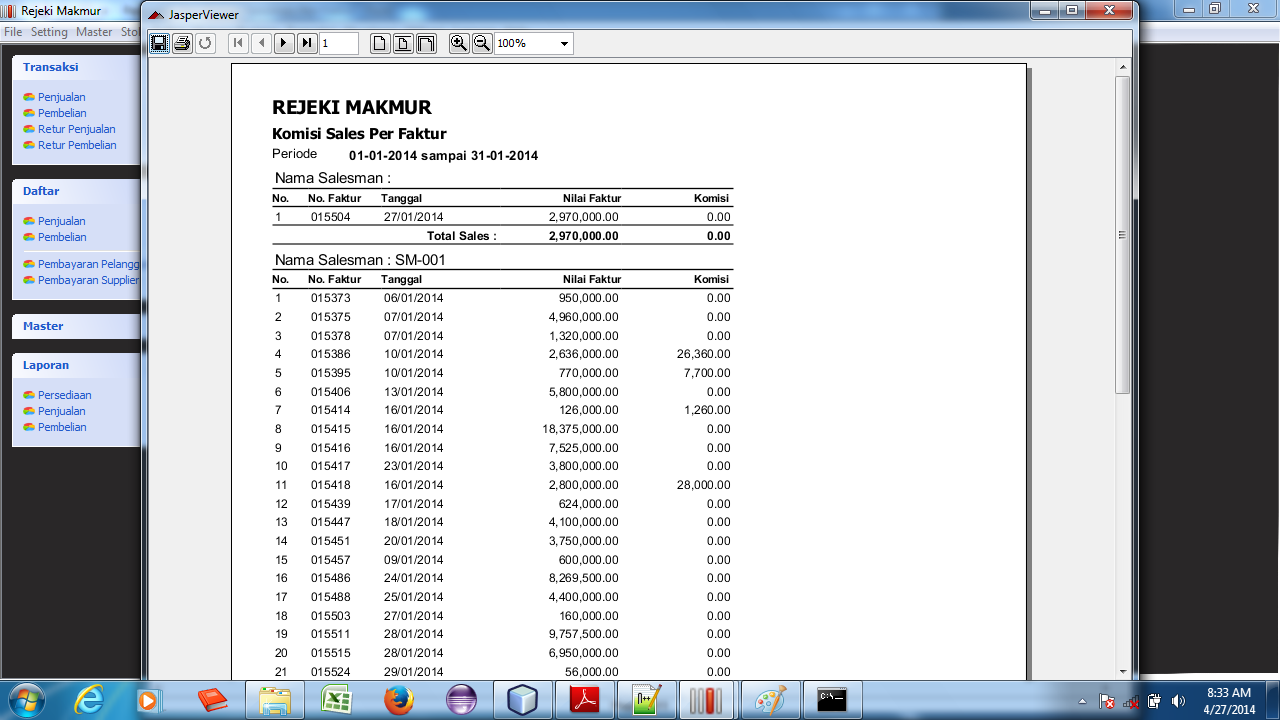 Rejeki Makmur
JasperViewer
File Setting Master Sto
1
100%
Transaksi
Penjualan
Pembelian
Retur Penjualan
Retur Pembelian
Daftar
Penjualan
Pembelian
Pembayaran Pelangg
Pembayaran Supplier
Master
Laporan
Persediaan
Penjualan
Pembelian
REJEKI MAKMUR
Komisi Sales Per Faktur
Periode 01-01-2014 sampai 31-01-2014
Nama Salesman :
No. No. Faktur Tanggal Nilai Faktur Komisi
1 015504 27/01/2014 2,970,000.00 0.00
Total Sales : 2,970,000.00 0.00
Nama Salesman : SM-001
No. No. Faktur Tanggal Nilai Faktur Komisi
1 015373 06/01/2014 950,000.00 0.00
2 015375 07/01/2014 4,960,000.00 0.00
3 015378 07/01/2014 1,320,000.00 0.00
4 015386 10/01/2014 2,636,000.00 26,360.00
5 015395 10/01/2014 770,000.00 7,700.00
6 015406 13/01/2014 5,800,000.00 0.00
7 015414 16/01/2014 126,000.00 1,260.00
8 015415 16/01/2014 18,375,000.00 0.00
9 015416 16/01/2014 7,525,000.00 0.00
10 015417 23/01/2014 3,800,000.00 0.00
11 015418 16/01/2014 2,800,000.00 28,000.00
12 015439 17/01/2014 624,000.00 0.00
13 015447 18/01/2014 4,100,000.00 0.00
14 015451 20/01/2014 3,750,000.00 0.00
15 015457 09/01/2014 600,000.00 0.00
16 015486 24/01/2014 8,269,500.00 0.00
17 015488 25/01/2014 4,400,000.00 0.00
18 015503 27/01/2014 160,000.00 0.00
19 015511 28/01/2014 9,757,500.00 0.00
20 015515 28/01/2014 6,950,000.00 0.00
21 015524 29/01/2014 56,000.00 0.00
8:33 AM
4/27/2014